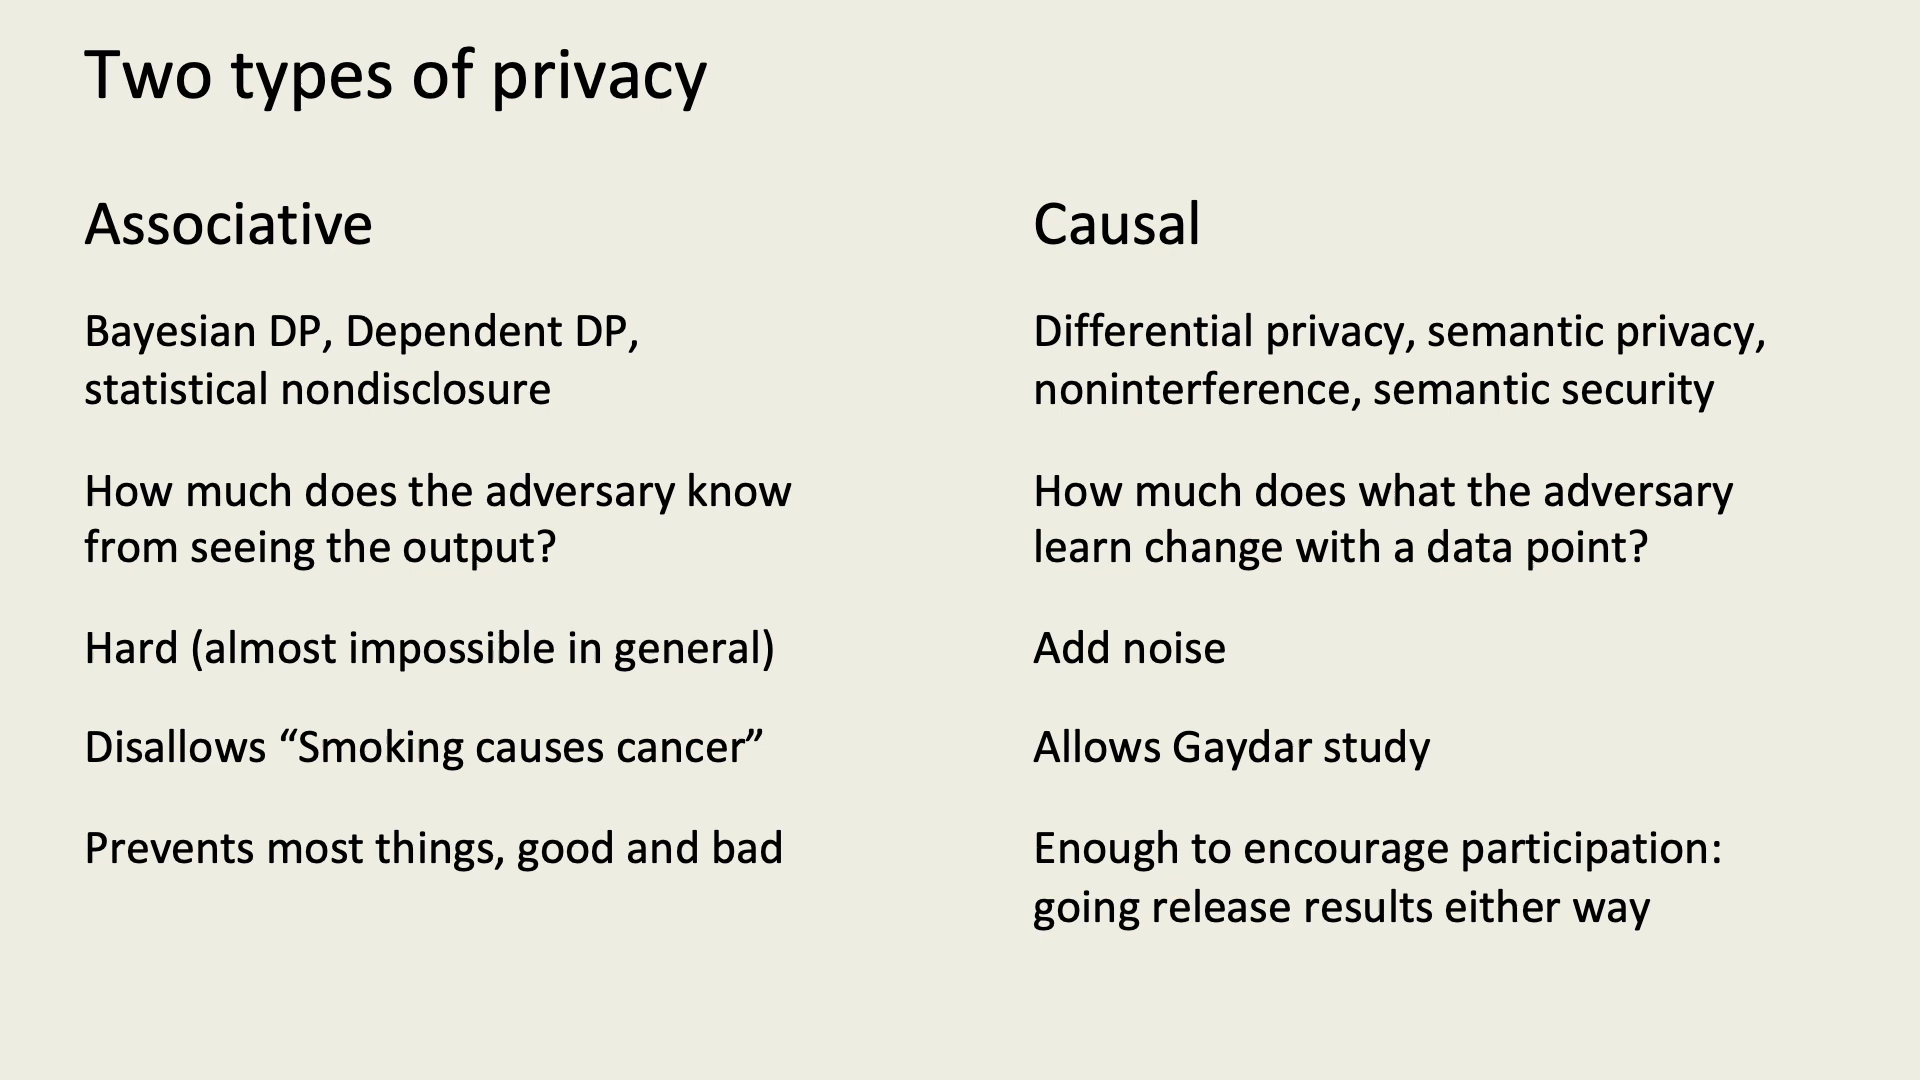 Two types of privacy
Associative
Bayesian DP, Dependent DP,
statistical nondisclosure
How much does the adversary know
from seeing the output?
Hard (almost impossible in general)
Disallows “Smoking causes cancer”
Prevents most things, good and bad
Causal
Differential privacy, semantic privacy,
noninterference, semantic security
How much does what the adversary
learn change with a data point?
Add noise
Allows Gaydar study
Enough to encourage participation:
going release results either way